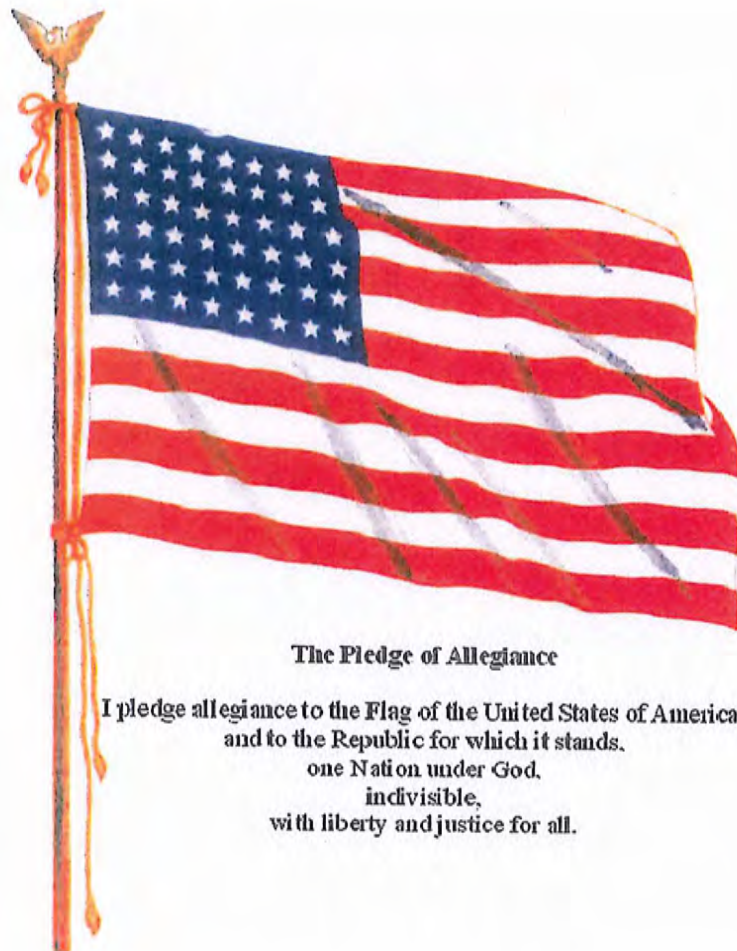 The Pledge of Allegiance
I pledge allegiance to the Flag of the United States of America
and to the Republic for which it stands.
one Nation under God,
indivisible,
with liberty and justice for all.